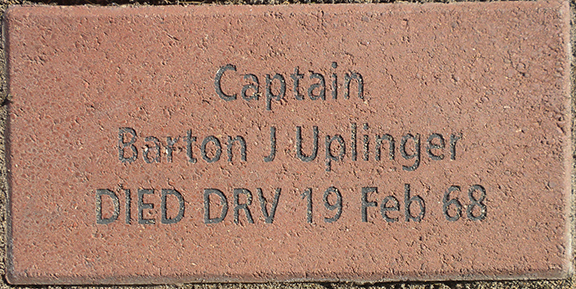 Captain
Barton J Uplinger
DIED DRV 19 Feb 68